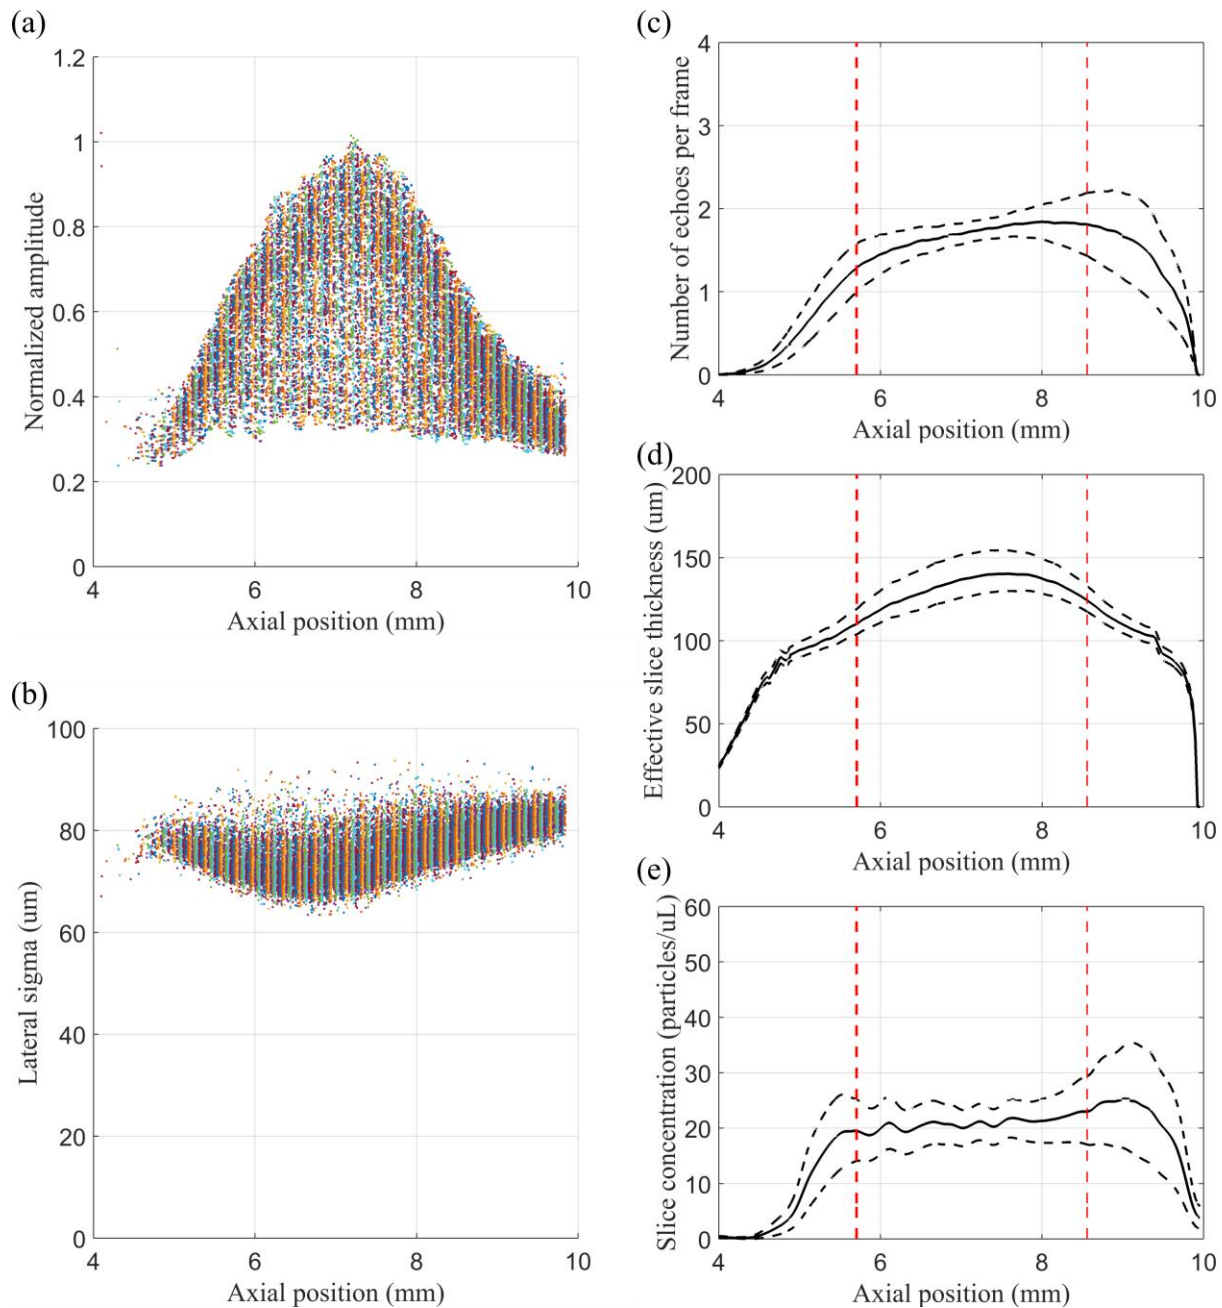 (a)
1.2
1
0.8
0.6
0.4
0.2
0
Normalized amplitude
4 6 8 10
Axial position (mm)
(b)
100
80
60
40
20
0
Lateral sigma (um)
4 6 8 10
Axial position (mm)
(c)
4
3
2
1
0
Number of echoes per frame
4 6 8 10
Axial position (mm)
(d)
200
150
100
50
0
Effective slice thickness (um)
4 6 8 10
Axial position (mm)
(e)
60
50
40
30
20
10
0
Slice concentration (particles/uL)
4 6 8 10
Axial position (mm)